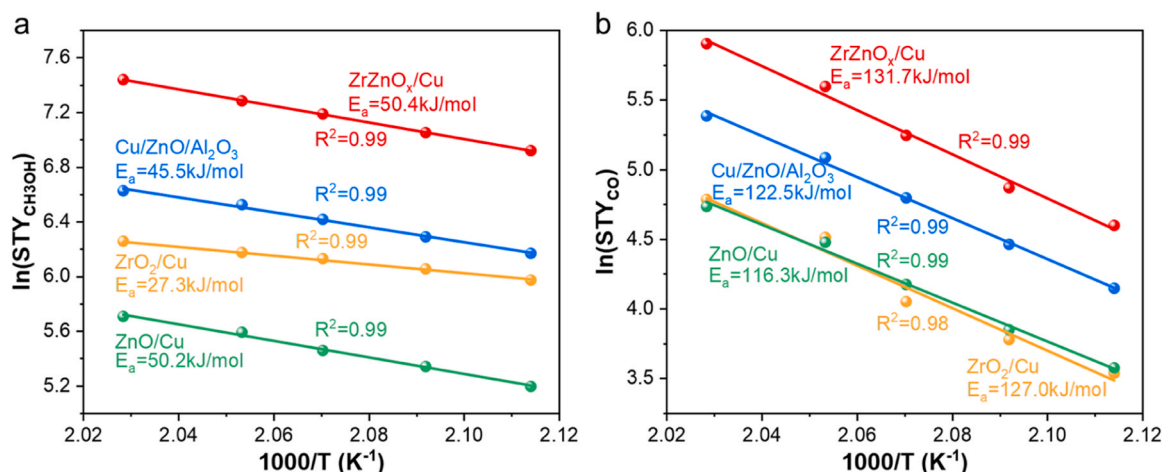 a
ln(STY_CH3OH)
7.6
7.2
6.8
6.4
6.0
5.6
5.2
ZrZnOₓ/Cu
Eₐ=50.4kJ/mol
R²=0.99
Cu/ZnO/Al₂O₃
Eₐ=45.5kJ/mol
R²=0.99
R²=0.99
ZrO₂/Cu
Eₐ=27.3kJ/mol
R²=0.99
ZnO/Cu
Eₐ=50.2kJ/mol
2.02 2.04 2.06 2.08 2.10 2.12
1000/T (K⁻¹)
b
ln(STY_CO)
6.0
5.5
5.0
4.5
4.0
3.5
ZrZnOₓ/Cu
Eₐ=131.7kJ/mol
R²=0.99
Cu/ZnO/Al₂O₃
Eₐ=122.5kJ/mol
R²=0.99
ZnO/Cu
Eₐ=116.3kJ/mol
R²=0.99
R²=0.98
ZrO₂/Cu
Eₐ=127.0kJ/mol
2.02 2.04 2.06 2.08 2.10 2.12
1000/T (K⁻¹)